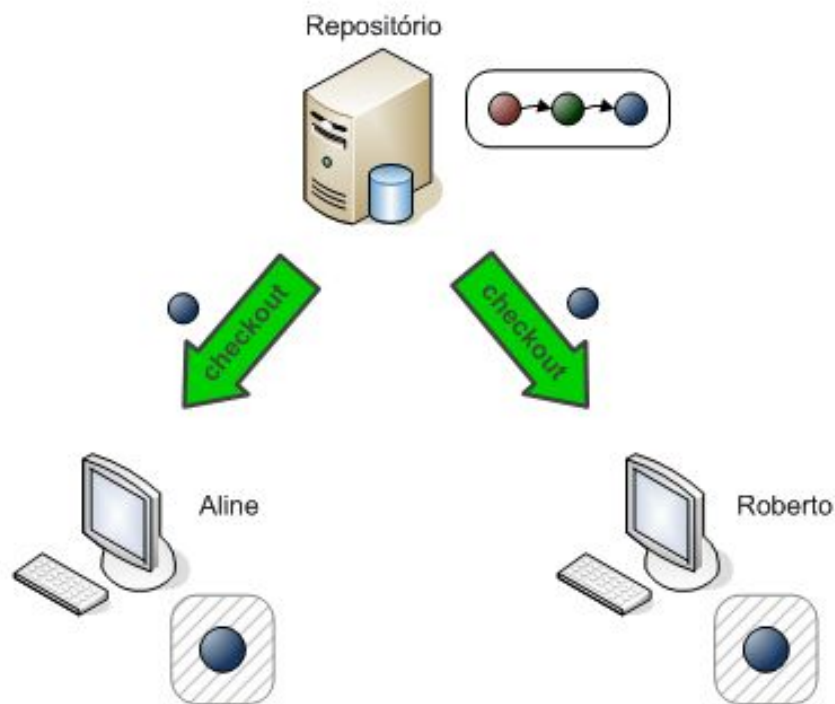 Repositório
checkout
checkout
Aline
Roberto